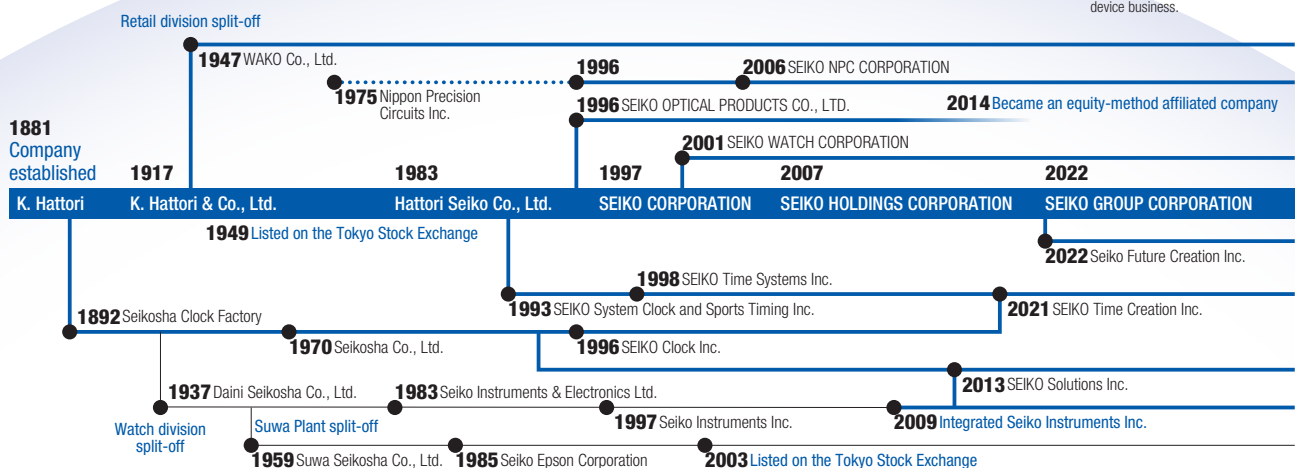 device business.
Retail division split-off
1947 WAKO Co., Ltd.
1996
2006 SEIKO NPC CORPORATION
1975 Nippon Precision
Circuits Inc.
1996 SEIKO OPTICAL PRODUCTS CO., LTD.
2014 Became an equity-method affiliated company
1881
Company
established
2001 SEIKO WATCH CORPORATION
1917
1983
1997
2007
2022
K. Hattori
K. Hattori & Co., Ltd.
Hattori Seiko Co., Ltd.
SEIKO CORPORATION
SEIKO HOLDINGS CORPORATION
SEIKO GROUP CORPORATION
1949 Listed on the Tokyo Stock Exchange
2022 Seiko Future Creation Inc.
1998 SEIKO Time Systems Inc.
1993 SEIKO System Clock and Sports Timing Inc.
2021 SEIKO Time Creation Inc.
1892 Seikosha Clock Factory
1970 Seikosha Co., Ltd.
1996 SEIKO Clock Inc.
2013 SEIKO Solutions Inc.
1937 Daini Seikosha Co., Ltd.
1983 Seiko Instruments & Electronics Ltd.
1997 Seiko Instruments Inc.
2009 Integrated Seiko Instruments Inc.
Watch division
split-off
Suwa Plant split-off
1959 Suwa Seikosha Co., Ltd.
1985 Seiko Epson Corporation
2003 Listed on the Tokyo Stock Exchange